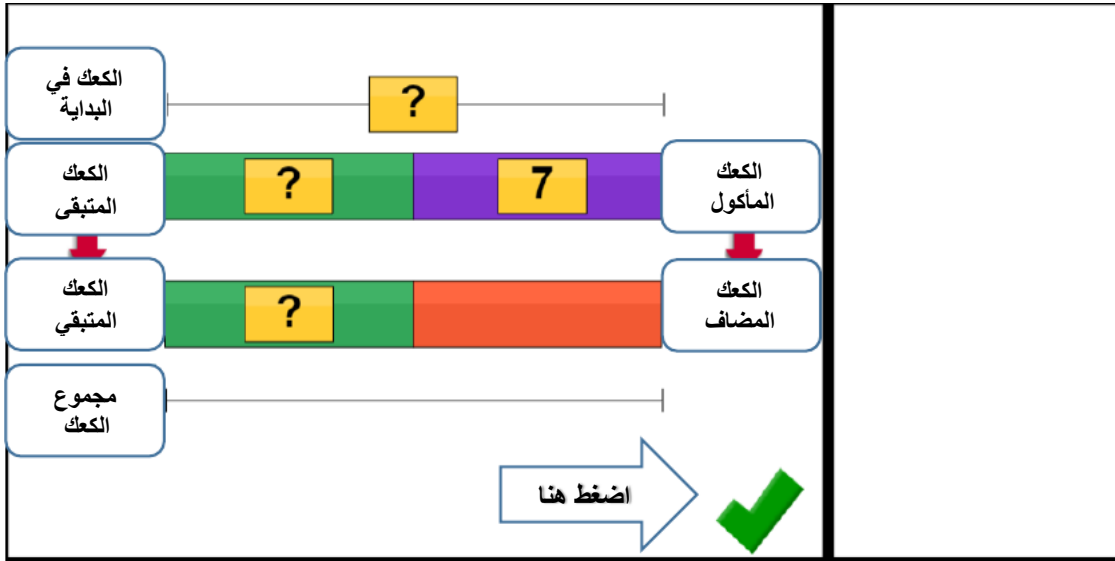 الكعك في
البداية
?
الكعك
المتبقى
?
7
الكعك
المأكول
الكعك
المتبقي
?
الكعك
المضاف
مجموع
الكعك
اضغط هنا